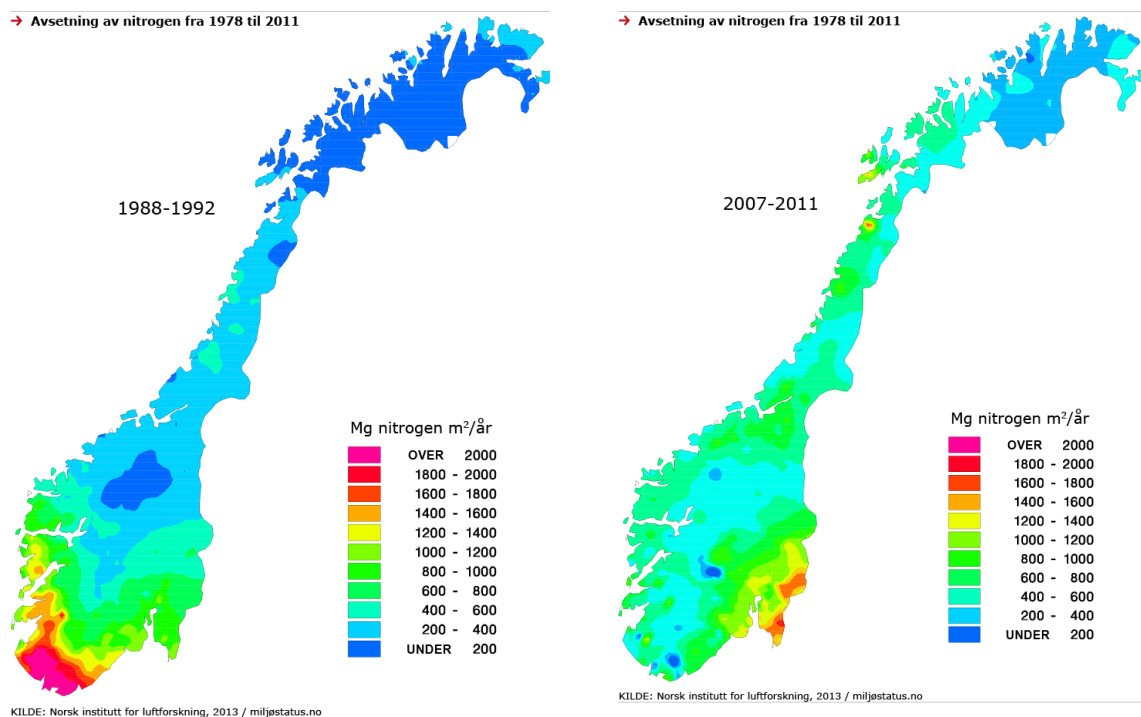 → Avsetning av nitrogen fra 1978 til 2011
1988-1992
Mg nitrogen m²/år
OVER 2000
1800 - 2000
1600 - 1800
1400 - 1600
1200 - 1400
1000 - 1200
800 - 1000
600 - 800
400 - 600
200 - 400
UNDER 200
KILDE: Norsk institutt for luftforskning, 2013 / miljøstatus.no
→ Avsetning av nitrogen fra 1978 til 2011
2007-2011
Mg nitrogen m²/år
OVER 2000
1800 - 2000
1600 - 1800
1400 - 1600
1200 - 1400
1000 - 1200
800 - 1000
600 - 800
400 - 600
200 - 400
UNDER 200
KILDE: Norsk institutt for luftforskning, 2013 / miljøstatus.no